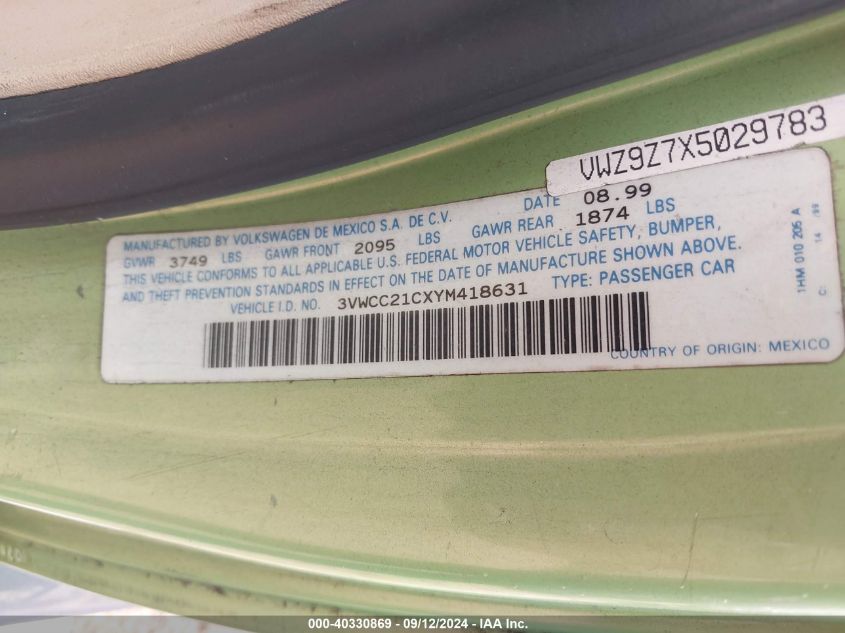 VWZ9Z7X5029783
MANUFACTURED BY VOLKSWAGEN DE MEXICO S.A. DE C.V. DATE 08.99
GVWR 3749 LBS GAWR FRONT 2095 LBS GAWR REAR 1874 LBS
THIS VEHICLE CONFORMS TO ALL APPLICABLE U.S. FEDERAL MOTOR VEHICLE SAFETY, BUMPER,
AND THEFT PREVENTION STANDARDS IN EFFECT ON THE DATE OF MANUFACTURE SHOWN ABOVE.
VEHICLE I.D. NO. 3VWCC21CXYM418631 TYPE: PASSENGER CAR
COUNTRY OF ORIGIN: MEXICO
1HM 010 205 A
C: 14 /99
000-40330869 - 09/12/2024 - IAA Inc.